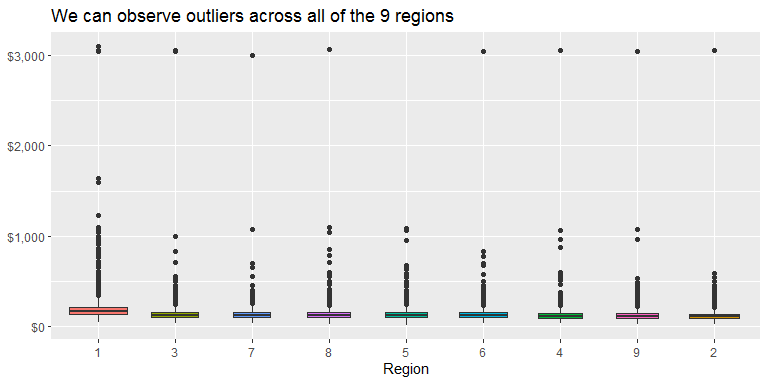 We can observe outliers across all of the 9 regions
$3,000
$2,000
$1,000
$0
1 3 7 8 5 6 4 9 2
Region